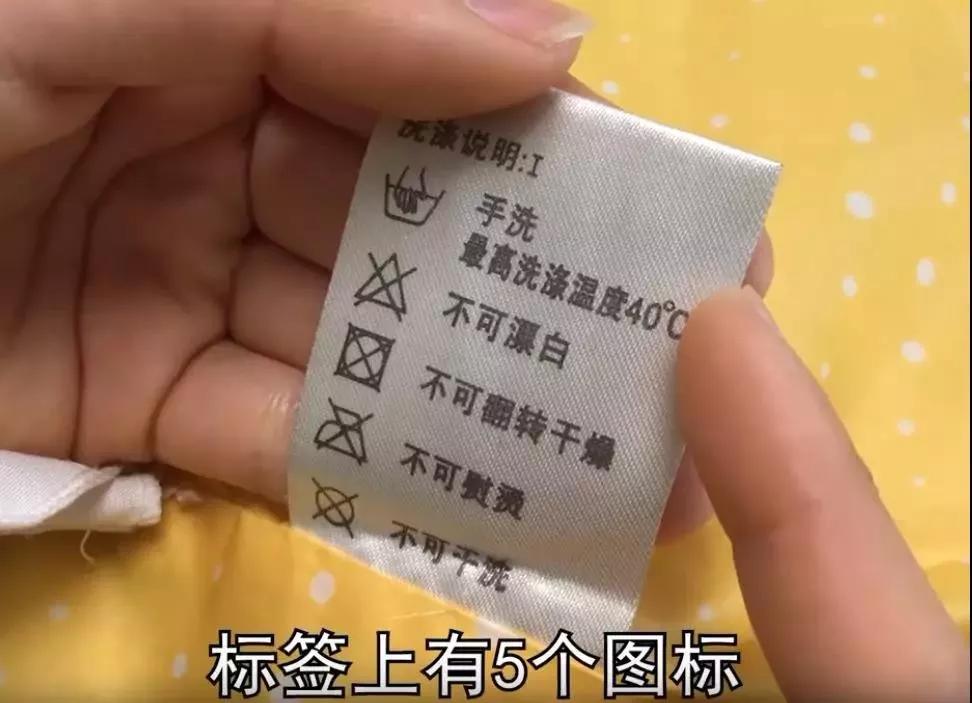 洗涤说明:I
手洗
最高洗涤温度40℃
不可漂白
不可翻转干燥
不可熨烫
不可干洗
标签上有5个图标